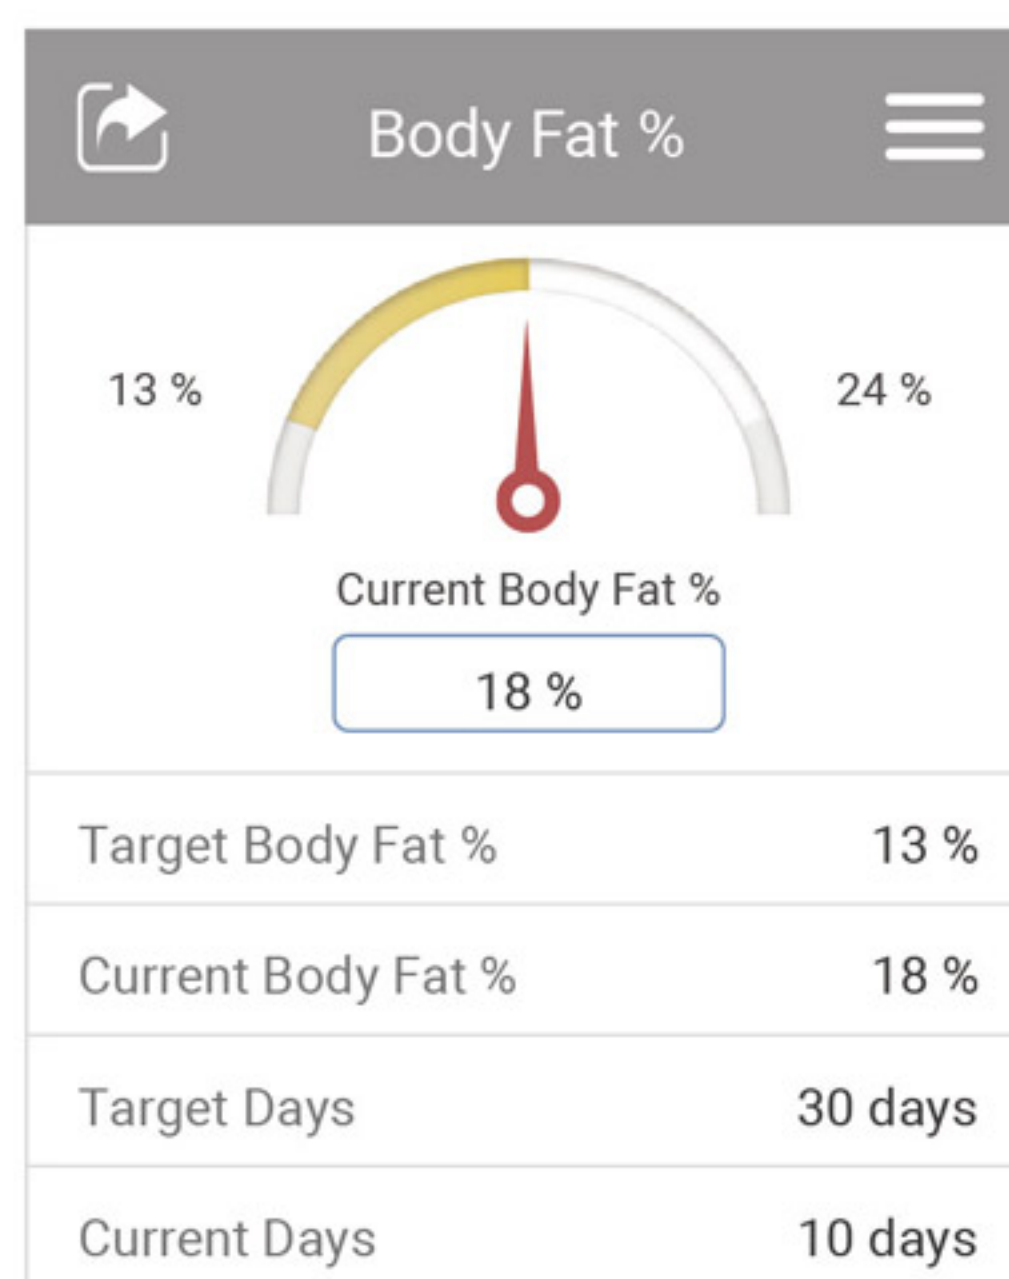 Body Fat %
13 %
24 %
Current Body Fat %
18 %
Target Body Fat % 13 %
Current Body Fat % 18 %
Target Days 30 days
Current Days 10 days